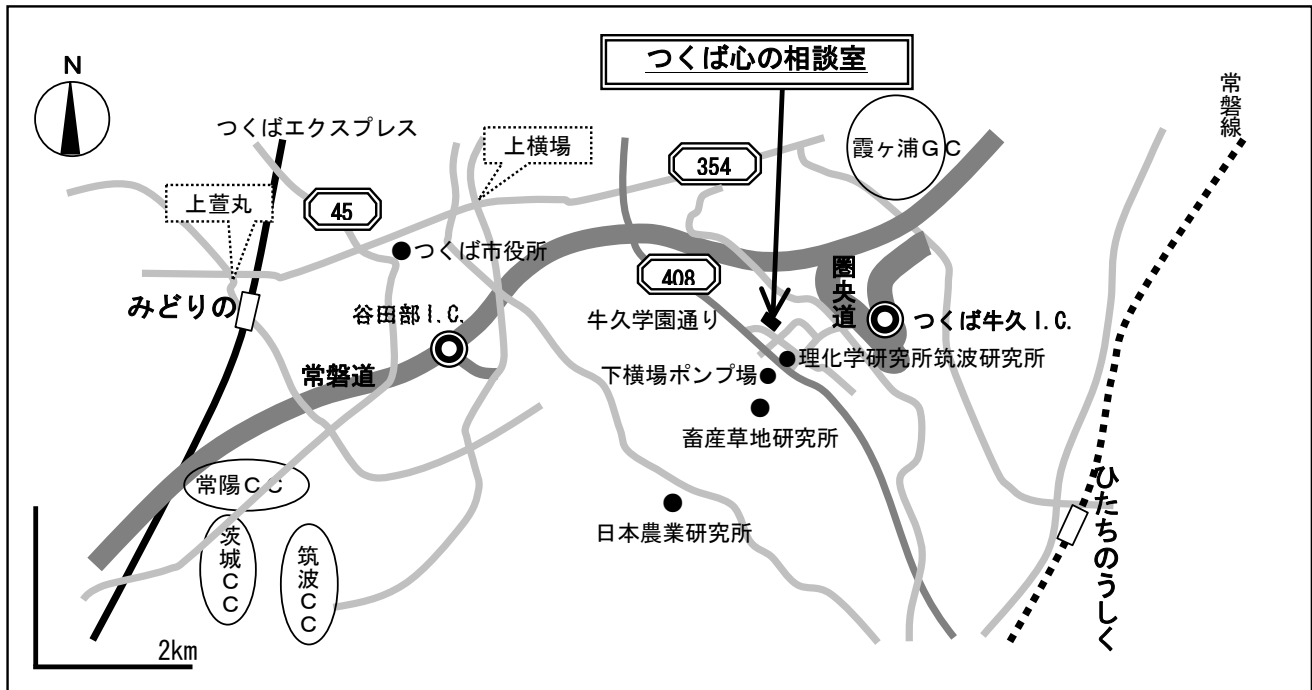 つくば心の相談室
N
常磐線
つくばエクスプレス
上横場
霞ヶ浦GC
354
上萱丸
45
つくば市役所
圏央道
408
みどりの
谷田部I.C.
牛久学園通り
つくば牛久I.C.
理化学研究所筑波研究所
常磐道
下横場ポンプ場
畜産草地研究所
常陽CC
ひたちのうしく
日本農業研究所
茨城CC
筑波CC
2km